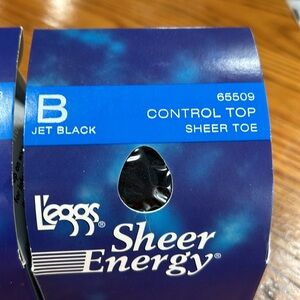 65509
B
CONTROL TOP
JET BLACK
SHEER TOE
L'eggs®
Sheer
Energy®